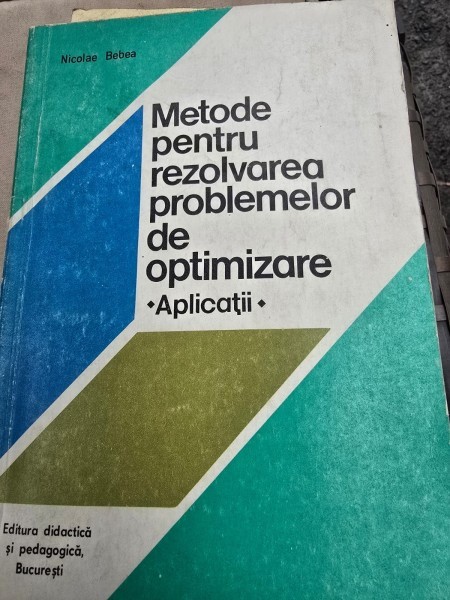 Nicolae Bebea
Metode
pentru
rezolvarea
problemelor
de
optimizare
Aplicaţii
Editura didactică
şi pedagogică,
Bucureşti